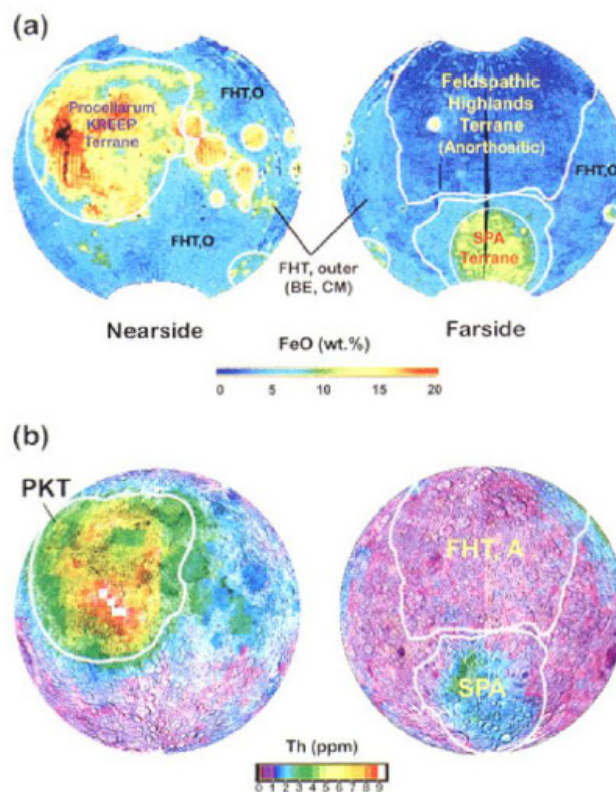 (a)
FHT,O
Procellarum
KREEP
Terrane
FHT,O
Feldspathic
Highlands
Terrane
(Anorthositic)
FHT,O
SPA
Terrane
FHT, outer
(BE, CM)
Nearside
Farside
FeO (wt.%)
0 5 10 15 20
(b)
PKT
FHT, A
SPA
Th (ppm)
0 1 2 3 4 5 6 7 8 9